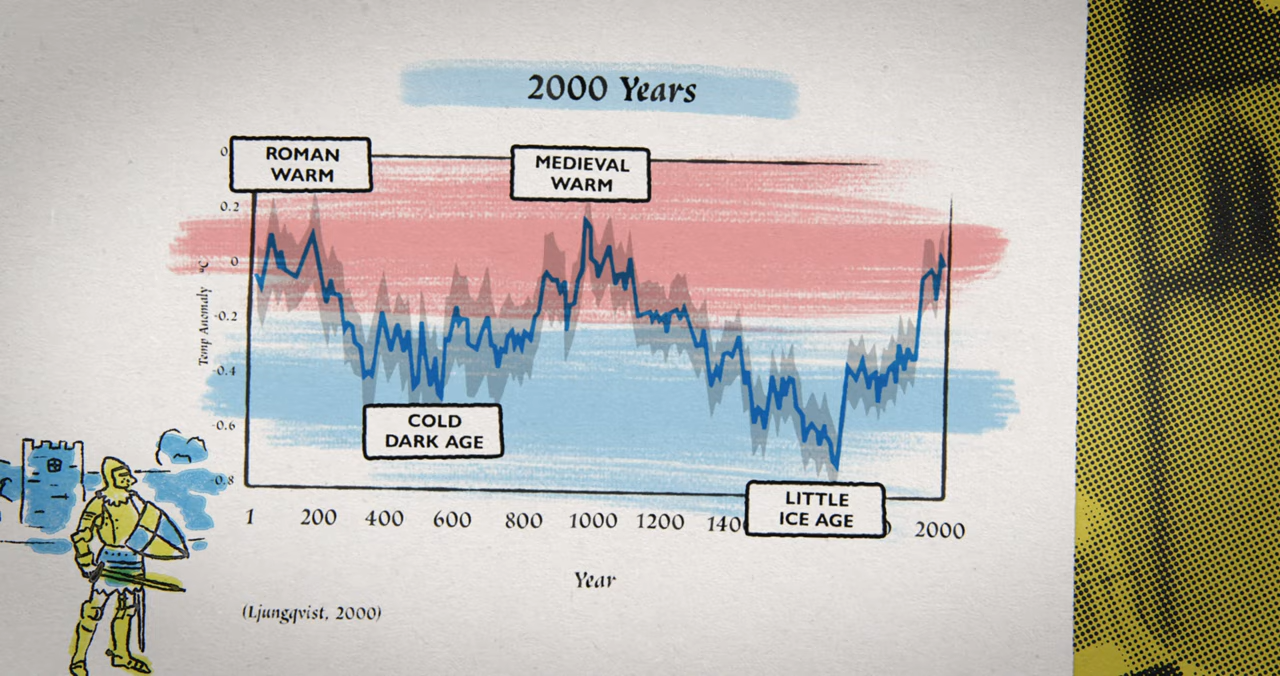 2000 Years
ROMAN
WARM
MEDIEVAL
WARM
0
0.2
0
-0.2
-0.4
-0.6
-0.8
Temp Anomaly °C
COLD
DARK AGE
LITTLE
ICE AGE
1 200 400 600 800 1000 1200 2000
Year
(Ljungqvist, 2000)